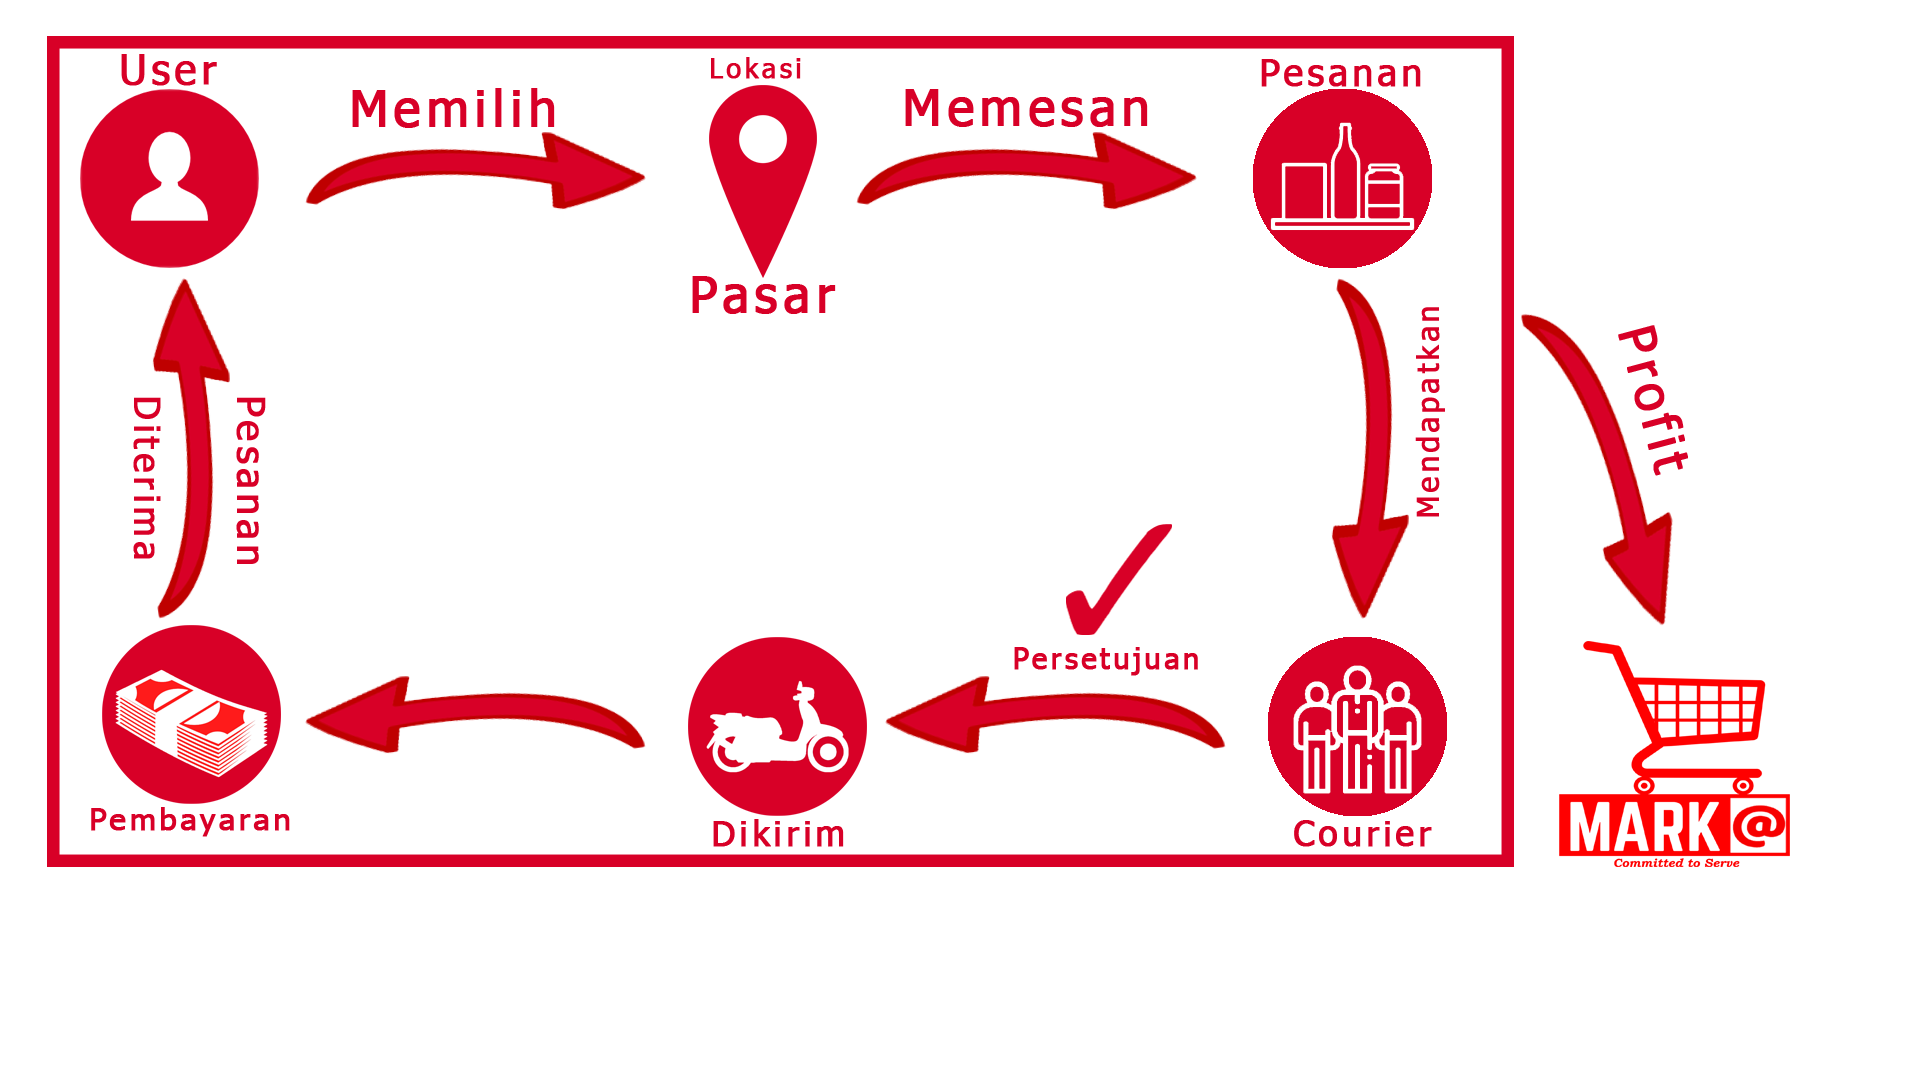 User
Memilih
Lokasi
Pasar
Memesan
Pesanan
Mendapatkan
Courier
Persetujuan
Dikirim
Pembayaran
Pesanan
Diterima
Profit
MARK@
Committed to Serve